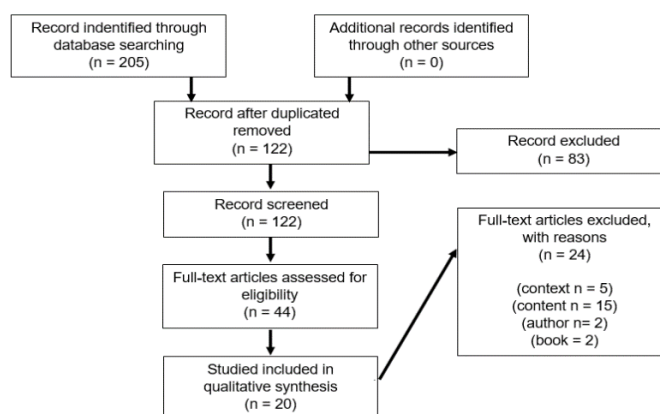 Record indentified through
database searching
(n = 205)
Additional records identified
through other sources
(n = 0)
Record after duplicated
removed
(n = 122)
Record excluded
(n = 83)
Record screened
(n = 122)
Full-text articles excluded,
with reasons
(n = 24)
(context n = 5)
(content n = 15)
(author n= 2)
(book = 2)
Full-text articles assessed for
eligibility
(n = 44)
Studied included in
qualitative synthesis
(n = 20)